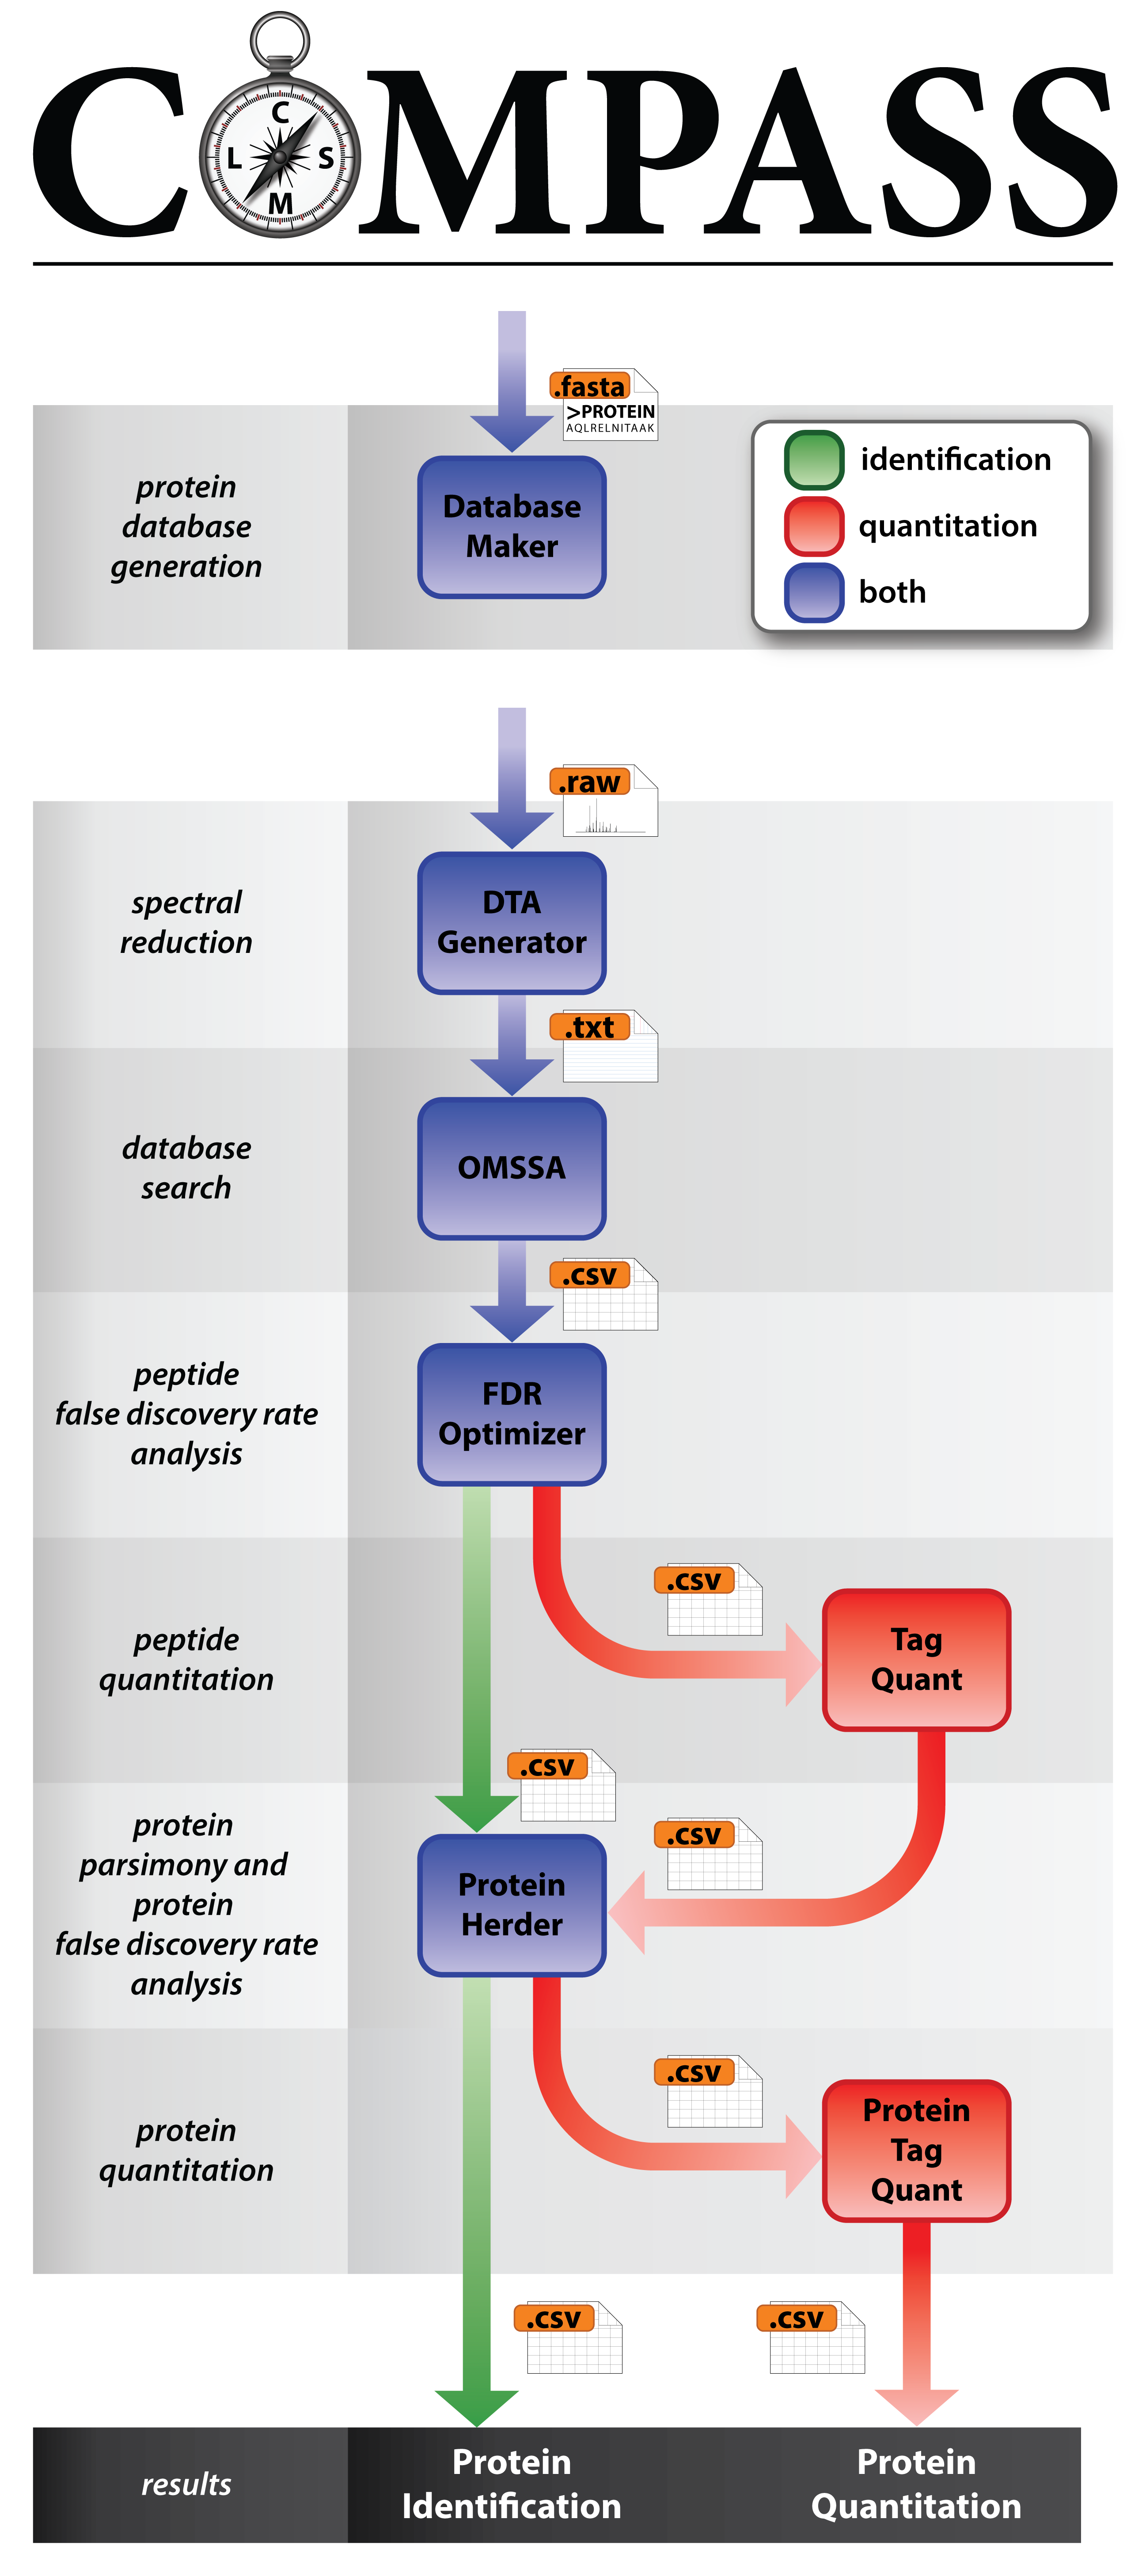 COMPASS
C
L S
M
.fasta
>PROTEIN
AQLRELNITAAK
protein
database
generation
Database
Maker
identification
quantitation
both
.raw
spectral
reduction
DTA
Generator
.txt
database
search
OMSSA
.csv
peptide
false discovery rate
analysis
FDR
Optimizer
peptide
quantitation
.csv
Tag
Quant
.csv
protein
parsimony and
protein
false discovery rate
analysis
Protein
Herder
.csv
protein
quantitation
.csv
Protein
Tag
Quant
.csv
.csv
results
Protein
Identification
Protein
Quantitation